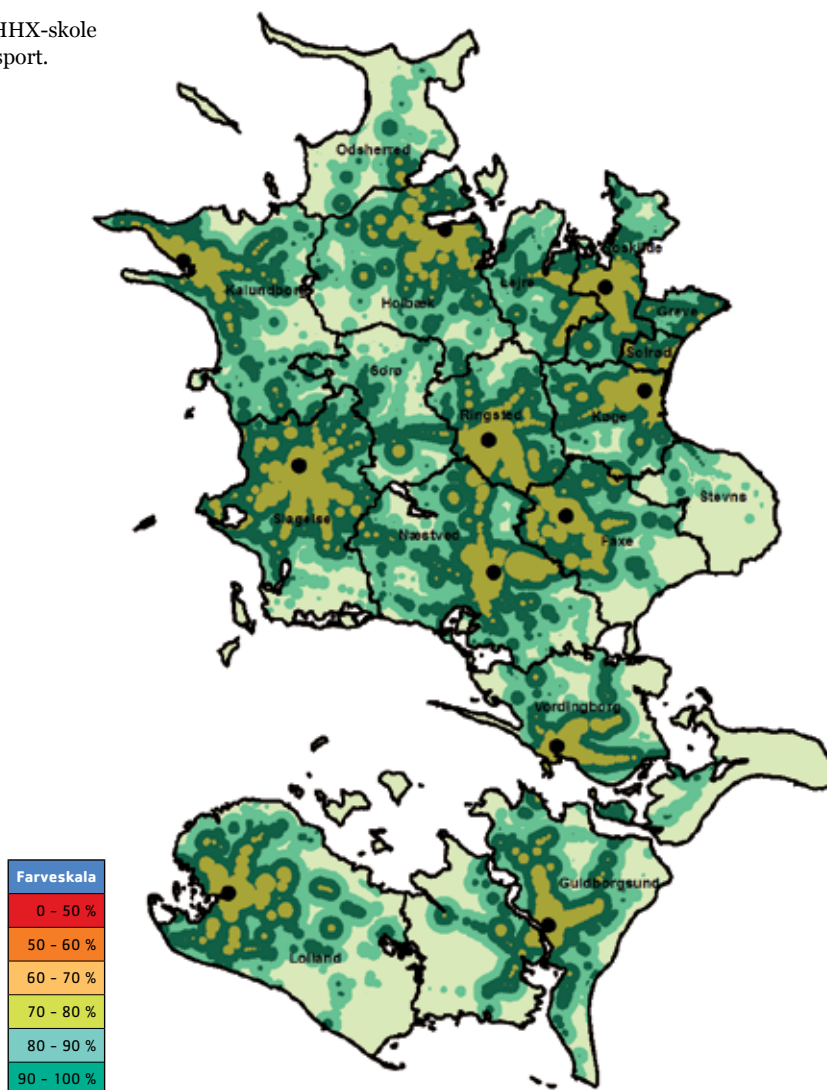 HHX-skole
sport.
Odsherred
Roskilde
Kalundborg
Lejre
Holbæk
Greve
Solrød
Sorø
Ringsted
Køge
Stevns
Slagelse
Næstved
Faxe
Vordingborg
Guldborgsund
Lolland
Farveskala
0 - 50 %
50 - 60 %
60 - 70 %
70 - 80 %
80 - 90 %
90 - 100 %